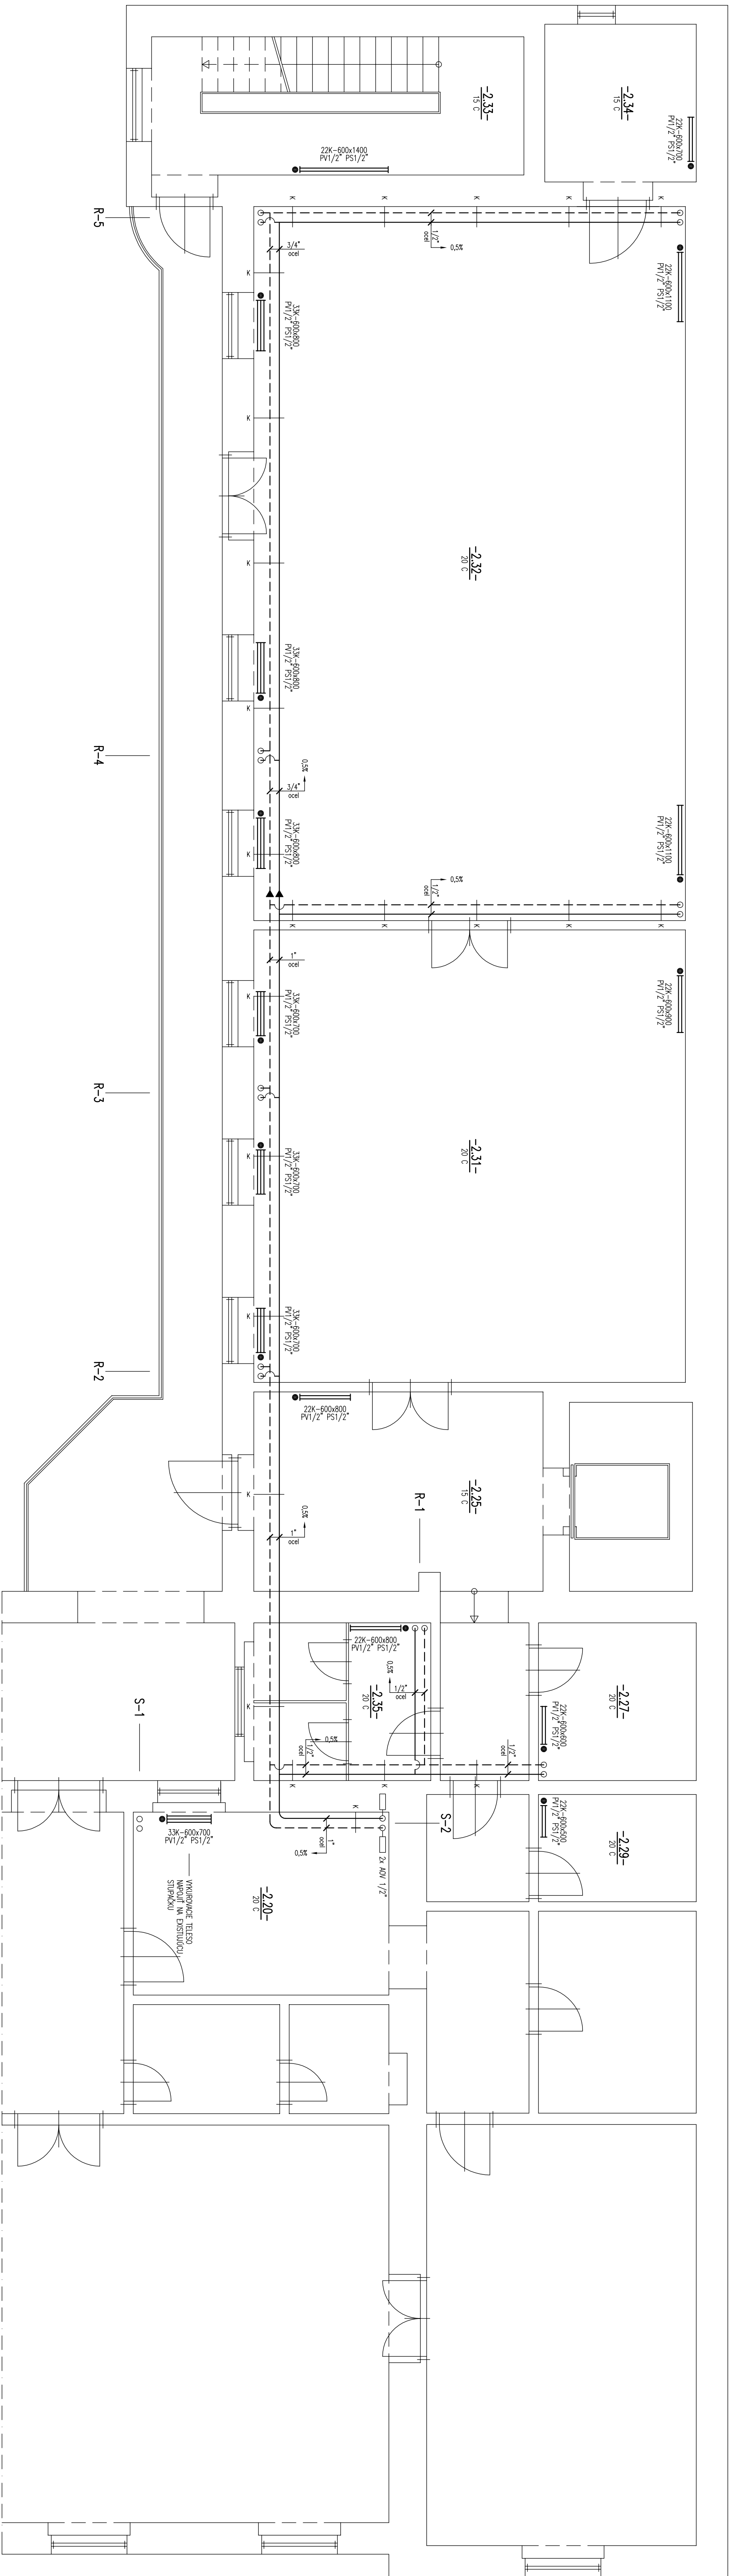 -2.34-
15 C
22K-600x700
PV1/2" PS1/2"
-2.33-
15 C
22K-600x1400
PV1/2" PS1/2"
K
K
K
K
K
1/2"
ocel
0,5%
3/4"
ocel
R-5
22K-600x1100
PV1/2" PS1/2"
K
33K-600x800
PV1/2" PS1/2"
K
-2.32-
20 C
K
33K-600x800
PV1/2" PS1/2"
K
R-4
0,5%
3/4"
ocel
22K-600x1100
PV1/2" PS1/2"
33K-600x800
PV1/2" PS1/2"
K
1/2"
ocel
0,5%
K
K
K
K
K
1"
ocel
22K-600x900
PV1/2" PS1/2"
K
33K-600x700
PV1/2" PS1/2"
R-3
-2.31-
20 C
K
33K-600x700
PV1/2" PS1/2"
K
33K-600x700
PV1/2" PS1/2"
R-2
22K-600x800
PV1/2" PS1/2"
-2.25-
15 C
R-1
K
0,5%
1"
ocel
22K-600x800
PV1/2" PS1/2"
0,5%
1/2"
ocel
-2.35-
20 C
-2.27-
20 C
22K-600x600
PV1/2" PS1/2"
K
S-1
0,5%
1/2"
ocel
1/2"
ocel
K
K
K
22K-600x500
PV1/2" PS1/2"
-2.29-
20 C
33K-600x700
PV1/2" PS1/2"
K
S-2
1"
ocel
0,5%
2x AOV 1/2"
-2.20-
20 C
VYKUROVACIE TELESO
NAPOJIŤ NA EXISTUJÚCU
STUPAČKU